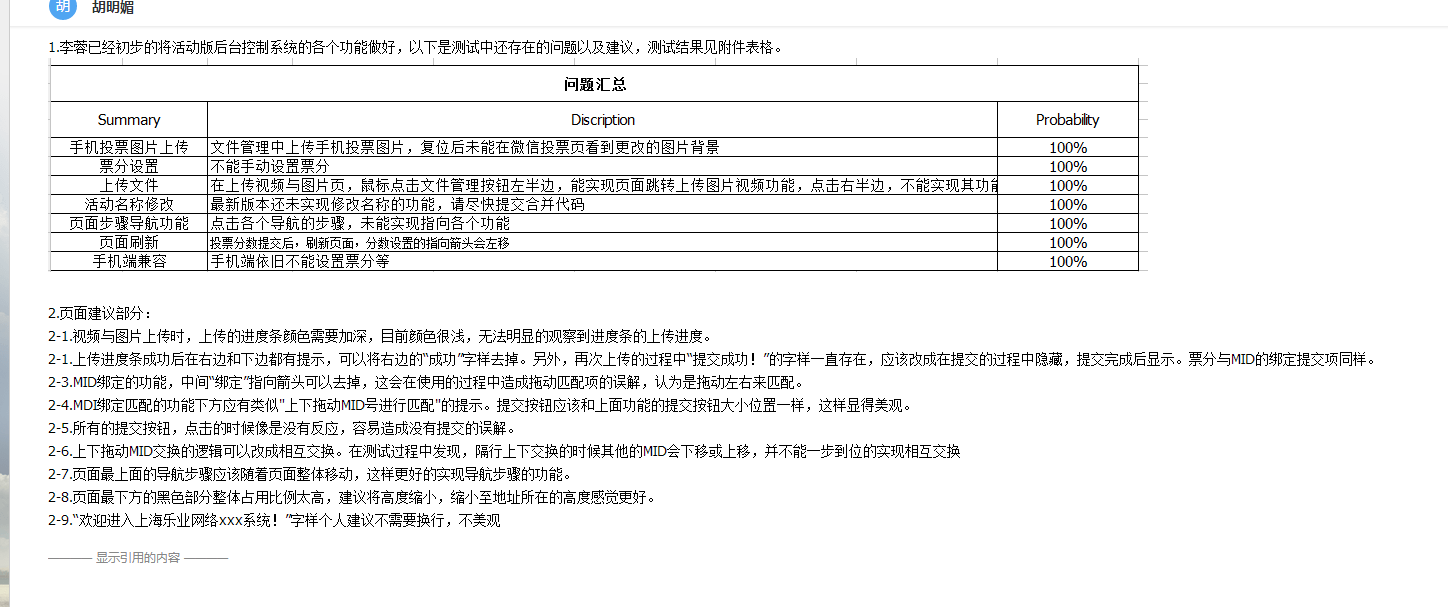 胡 胡明媚
1.李蓉已经初步的将活动版后台控制系统的各个功能做好，以下是测试中还存在的问题以及建议，测试结果见附件表格。
问题汇总
Summary Discription Probability
手机投票图片上传 文件管理中上传手机投票图片，复位后未能在微信投票页看到更改的图片背景 100%
票分设置 不能手动设置票分 100%
上传文件 在上传视频与图片页，鼠标点击文件管理按钮左半边，能实现页面跳转上传图片视频功能，点击右半边，不能实现其功能 100%
活动名称修改 最新版本还未实现修改名称的功能，请尽快提交合并代码 100%
页面步骤导航功能 点击各个导航的步骤，未能实现指向各个功能 100%
页面刷新 投票分数提交后，刷新页面，分数设置的指向箭头会左移 100%
手机端兼容 手机端依旧不能设置票分等 100%
2.页面建议部分：
2-1.视频与图片上传时，上传的进度条颜色需要加深，目前颜色很浅，无法明显的观察到进度条的上传进度。
2-1.上传进度条成功后在右边和下边都有提示，可以将右边的“成功”字样去掉。另外，再次上传的过程中“提交成功！”的字样一直存在，应该改成在提交的过程中隐藏，提交完成后显示。票分与MID的绑定提交项同样。
2-3.MID绑定的功能，中间“绑定”指向箭头可以去掉，这会在使用的过程中造成拖动匹配项的误解，认为是拖动左右来匹配。
2-4.MDI绑定匹配的功能下方应有类似"上下拖动MID号进行匹配"的提示。提交按钮应该和上面功能的提交按钮大小位置一样，这样显得美观。
2-5.所有的提交按钮，点击的时候像是没有反应，容易造成没有提交的误解。
2-6.上下拖动MID交换的逻辑可以改成相互交换。在测试过程中发现，隔行上下交换的时候其他的MID会下移或上移，并不能一步到位的实现相互交换
2-7.页面最上面的导航步骤应该随着页面整体移动，这样更好的实现导航步骤的功能。
2-8.页面最下方的黑色部分整体占用比例太高，建议将高度缩小，缩小至地址所在的高度感觉更好。
2-9.“欢迎进入上海乐业网络xxx系统！”字样个人建议不需要换行，不美观
显示引用的内容